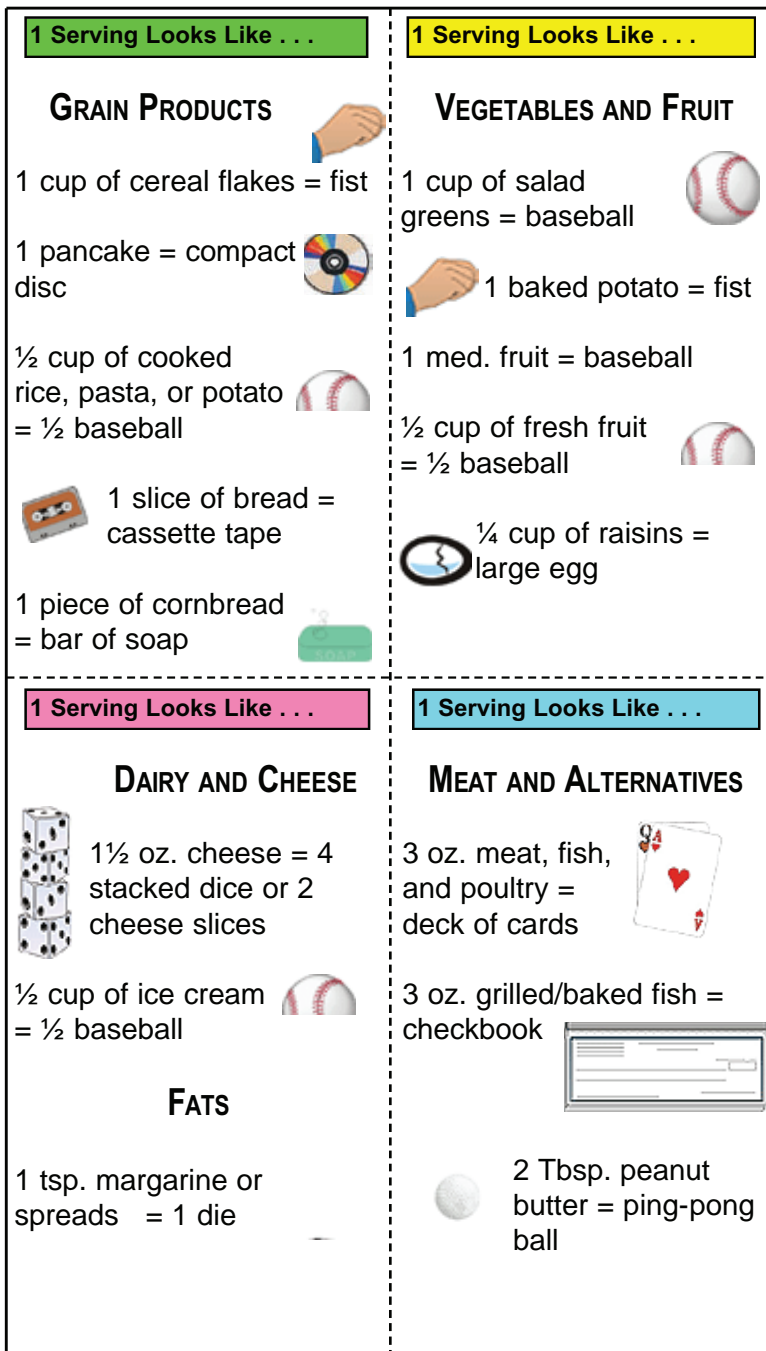 1 Serving Looks Like . . .
GRAIN PRODUCTS
1 cup of cereal flakes = fist
1 pancake = compact
disc
½ cup of cooked
rice, pasta, or potato
= ½ baseball
1 slice of bread =
cassette tape
1 piece of cornbread
= bar of soap
SOAP
1 Serving Looks Like . . .
VEGETABLES AND FRUIT
1 cup of salad
greens = baseball
1 baked potato = fist
1 med. fruit = baseball
½ cup of fresh fruit
= ½ baseball
¼ cup of raisins =
large egg
1 Serving Looks Like . . .
DAIRY AND CHEESE
1½ oz. cheese = 4
stacked dice or 2
cheese slices
½ cup of ice cream
= ½ baseball
FATS
1 tsp. margarine or
spreads = 1 die
1 Serving Looks Like . . .
MEAT AND ALTERNATIVES
3 oz. meat, fish,
and poultry =
deck of cards
Q A
A
3 oz. grilled/baked fish =
checkbook
2 Tbsp. peanut
butter = ping-pong
ball